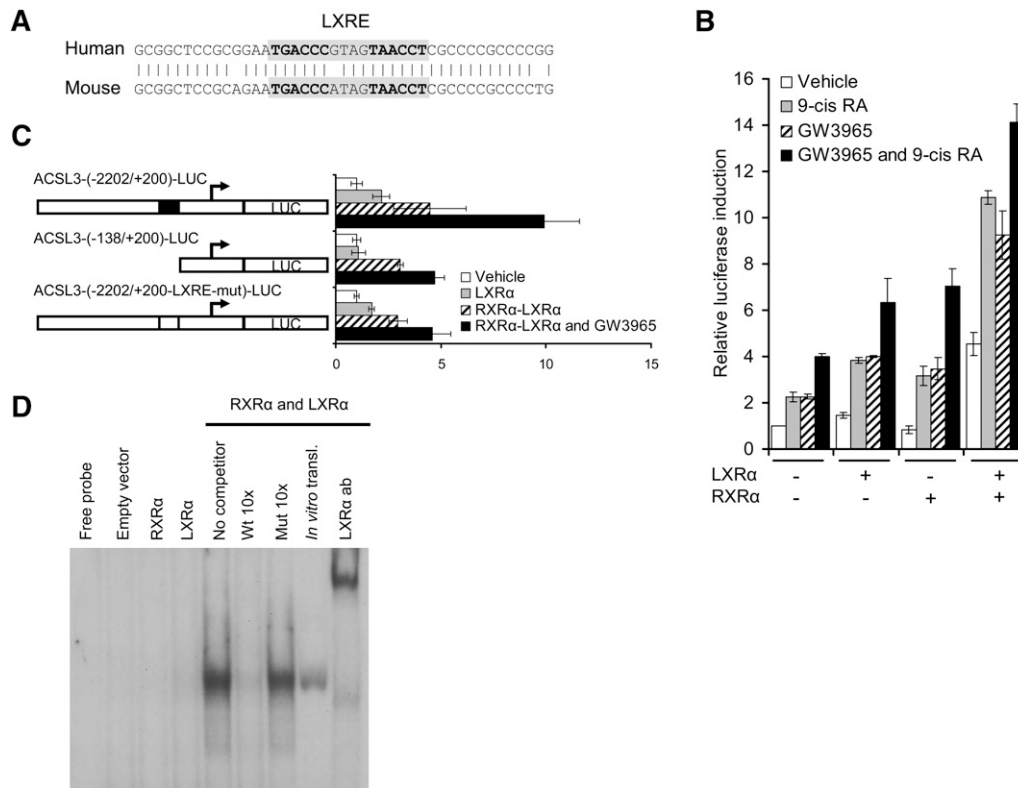 A
LXRE
Human GCGGCTCCGCGGAATGACCCGTAGTAACCTCGCCCCGCCCCGG
Mouse GCGGCTCCGCAGAATGACCCATAGTAACCTCGCCCCGCCCCTG
B
16
14
12
10
8
6
4
2
0
Relative luciferase induction
Vehicle
9-cis RA
GW3965
GW3965 and 9-cis RA
LXRα - + - +
RXRα - - + +
C
ACSL3-(-2202/+200)-LUC
LUC
ACSL3-(-138/+200)-LUC
LUC
ACSL3-(-2202/+200-LXRE-mut)-LUC
LUC
Vehicle
LXRα
RXRα-LXRα
RXRα-LXRα and GW3965
0 5 10 15
D
RXRα and LXRα
Free probe
Empty vector
RXRα
LXRα
No competitor
Wt 10x
Mut 10x
In vitro transl.
LXRα ab